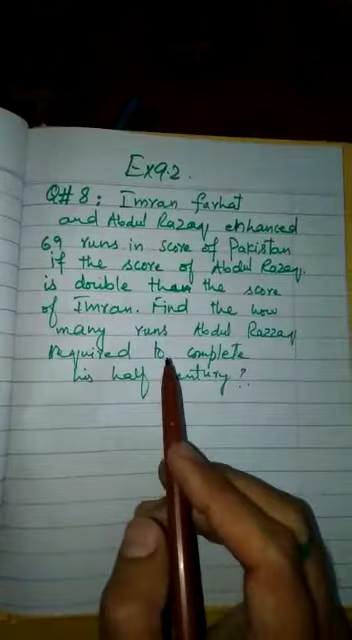 Ex9.2.
Q# 8: Imran farhat
and Abdul Razaq enhanced
69 runs in score of Pakistan
if the score of Abdul Razaq.
is double than the score
of Imran. Find the how
many runs Abdul Razzaq
required to complete
his half century?